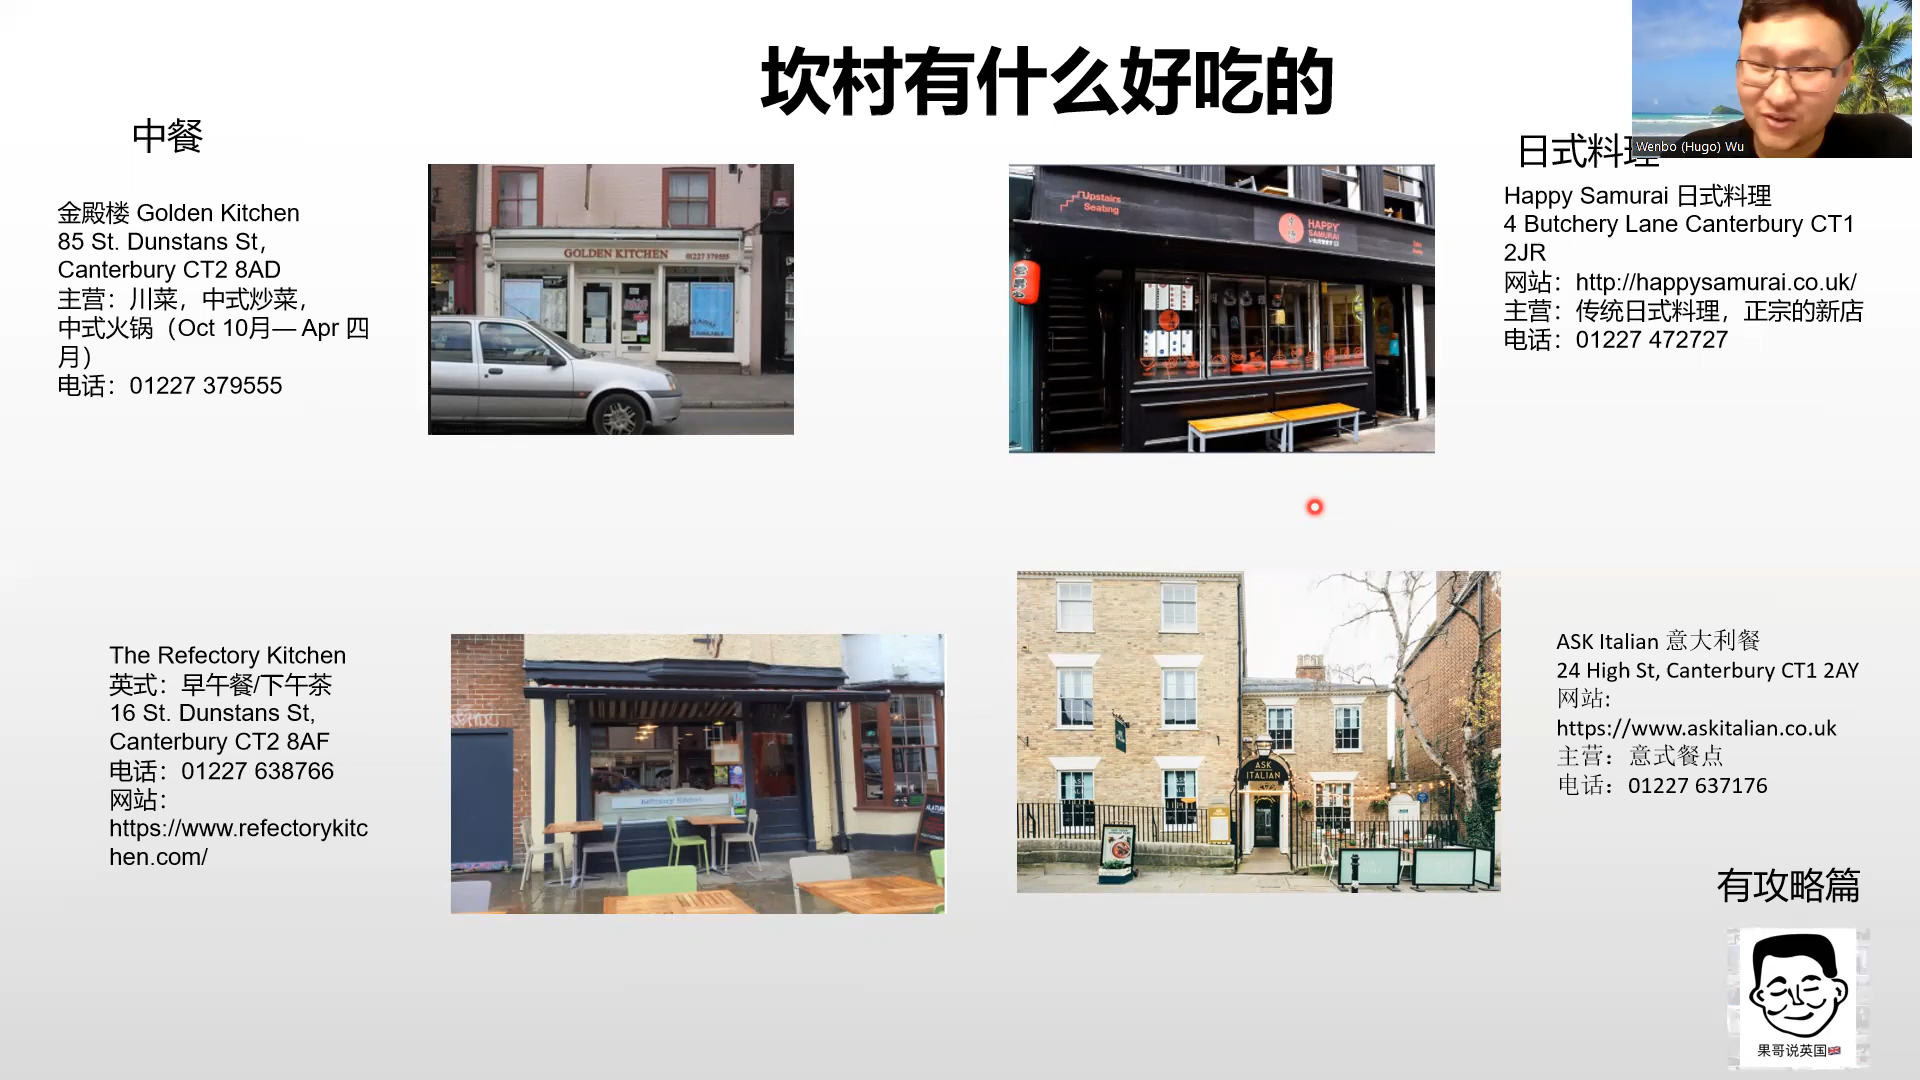 坎村有什么好吃的
中餐
金殿楼 Golden Kitchen
85 St. Dunstans St,
Canterbury CT2 8AD
主营：川菜，中式炒菜，
中式火锅（Oct 10月— Apr 四
月）
电话：01227 379555
GOLDEN KITCHEN
01227 379555
Upstairs
Seating
HAPPY
SAMURAI
Wenbo (Hugo) Wu
日式料理
Happy Samurai 日式料理
4 Butchery Lane Canterbury CT1
2JR
网站：http://happysamurai.co.uk/
主营：传统日式料理，正宗的新店
电话：01227 472727
The Refectory Kitchen
英式：早午餐/下午茶
16 St. Dunstans St,
Canterbury CT2 8AF
电话：01227 638766
网站：
https://www.refectorykitc
hen.com/
Refectory Kitchen
ASK
ITALIAN
ASK Italian 意大利餐
24 High St, Canterbury CT1 2AY
网站:
https://www.askitalian.co.uk
主营：意式餐点
电话：01227 637176
有攻略篇
果哥说英国